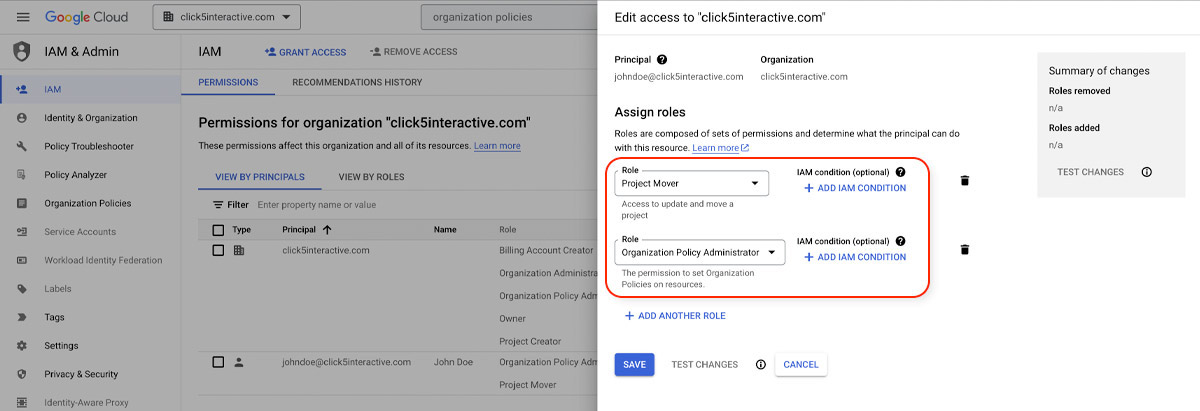 Google Cloud
click5interactive.com
organization policies
IAM & Admin
IAM
Identity & Organization
Policy Troubleshooter
Policy Analyzer
Organization Policies
Service Accounts
Workload Identity Federation
Labels
Tags
Settings
Privacy & Security
Identity-Aware Proxy
IAM
GRANT ACCESS
REMOVE ACCESS
PERMISSIONS
RECOMMENDATIONS HISTORY
Permissions for organization "click5interactive.com"
These permissions affect this organization and all of its resources. Learn more
VIEW BY PRINCIPALS
VIEW BY ROLES
Filter Enter property name or value
Type Principal Name Role
click5interactive.com Billing Account Creator
Organization Administra
Organization Policy Adm
Owner
Project Creator
johndoe@click5interactive.com John Doe Organization Policy Adm
Project Mover
Edit access to "click5interactive.com"
Principal Organization
johndoe@click5interactive.com click5interactive.com
Assign roles
Roles are composed of sets of permissions and determine what the principal can do
with this resource. Learn more
Role
Project Mover
Access to update and move a
project
IAM condition (optional)
+ ADD IAM CONDITION
Role
Organization Policy Administrator
The permission to set Organization
Policies on resources.
IAM condition (optional)
+ ADD IAM CONDITION
+ ADD ANOTHER ROLE
SAVE TEST CHANGES CANCEL
Summary of changes
Roles removed
n/a
Roles added
n/a
TEST CHANGES